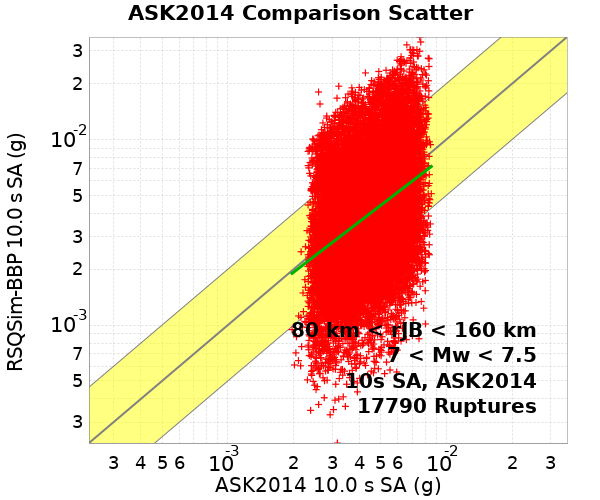 ASK2014 Comparison Scatter
RSQSim-BBP 10.0 s SA (g)
3
2
10-2
7
5
3
2
10-3
7
5
3
80 km < rJB < 160 km
7 < Mw < 7.5
10s SA, ASK2014
17790 Ruptures
3 4 5 6 10-3 2 3 4 5 6 10-2 2 3
ASK2014 10.0 s SA (g)